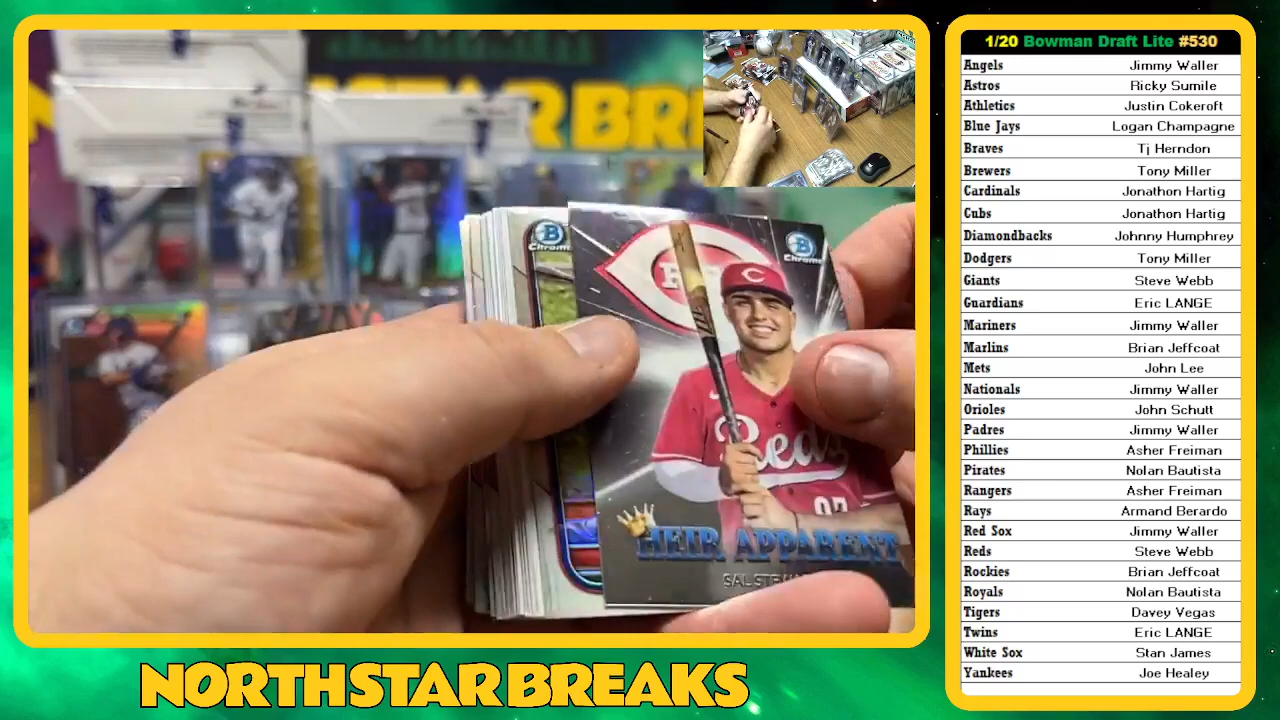 1/20 Bowman Draft Lite #530
Angels Jimmy Waller
Astros Ricky Sumile
Athletics Justin Cokeroft
Blue Jays Logan Champagne
Braves Tj Herndon
Brewers Tony Miller
Cardinals Jonathon Hartig
Cubs Jonathon Hartig
Diamondbacks Johnny Humphrey
Dodgers Tony Miller
Giants Steve Webb
Guardians Eric LANGE
Mariners Jimmy Waller
Marlins Brian Jeffcoat
Mets John Lee
Nationals Jimmy Waller
Orioles John Schutt
Padres Jimmy Waller
Phillies Asher Freiman
Pirates Nolan Bautista
Rangers Asher Freiman
Rays Armand Berardo
Red Sox Jimmy Waller
Reds Steve Webb
Rockies Brian Jeffcoat
Royals Nolan Bautista
Tigers Davey Vegas
Twins Eric LANGE
White Sox Stan James
Yankees Joe Healey
B Chrome
B Chrome
C
Reds
HEIR APPARENT
NORTHSTAR BREAKS